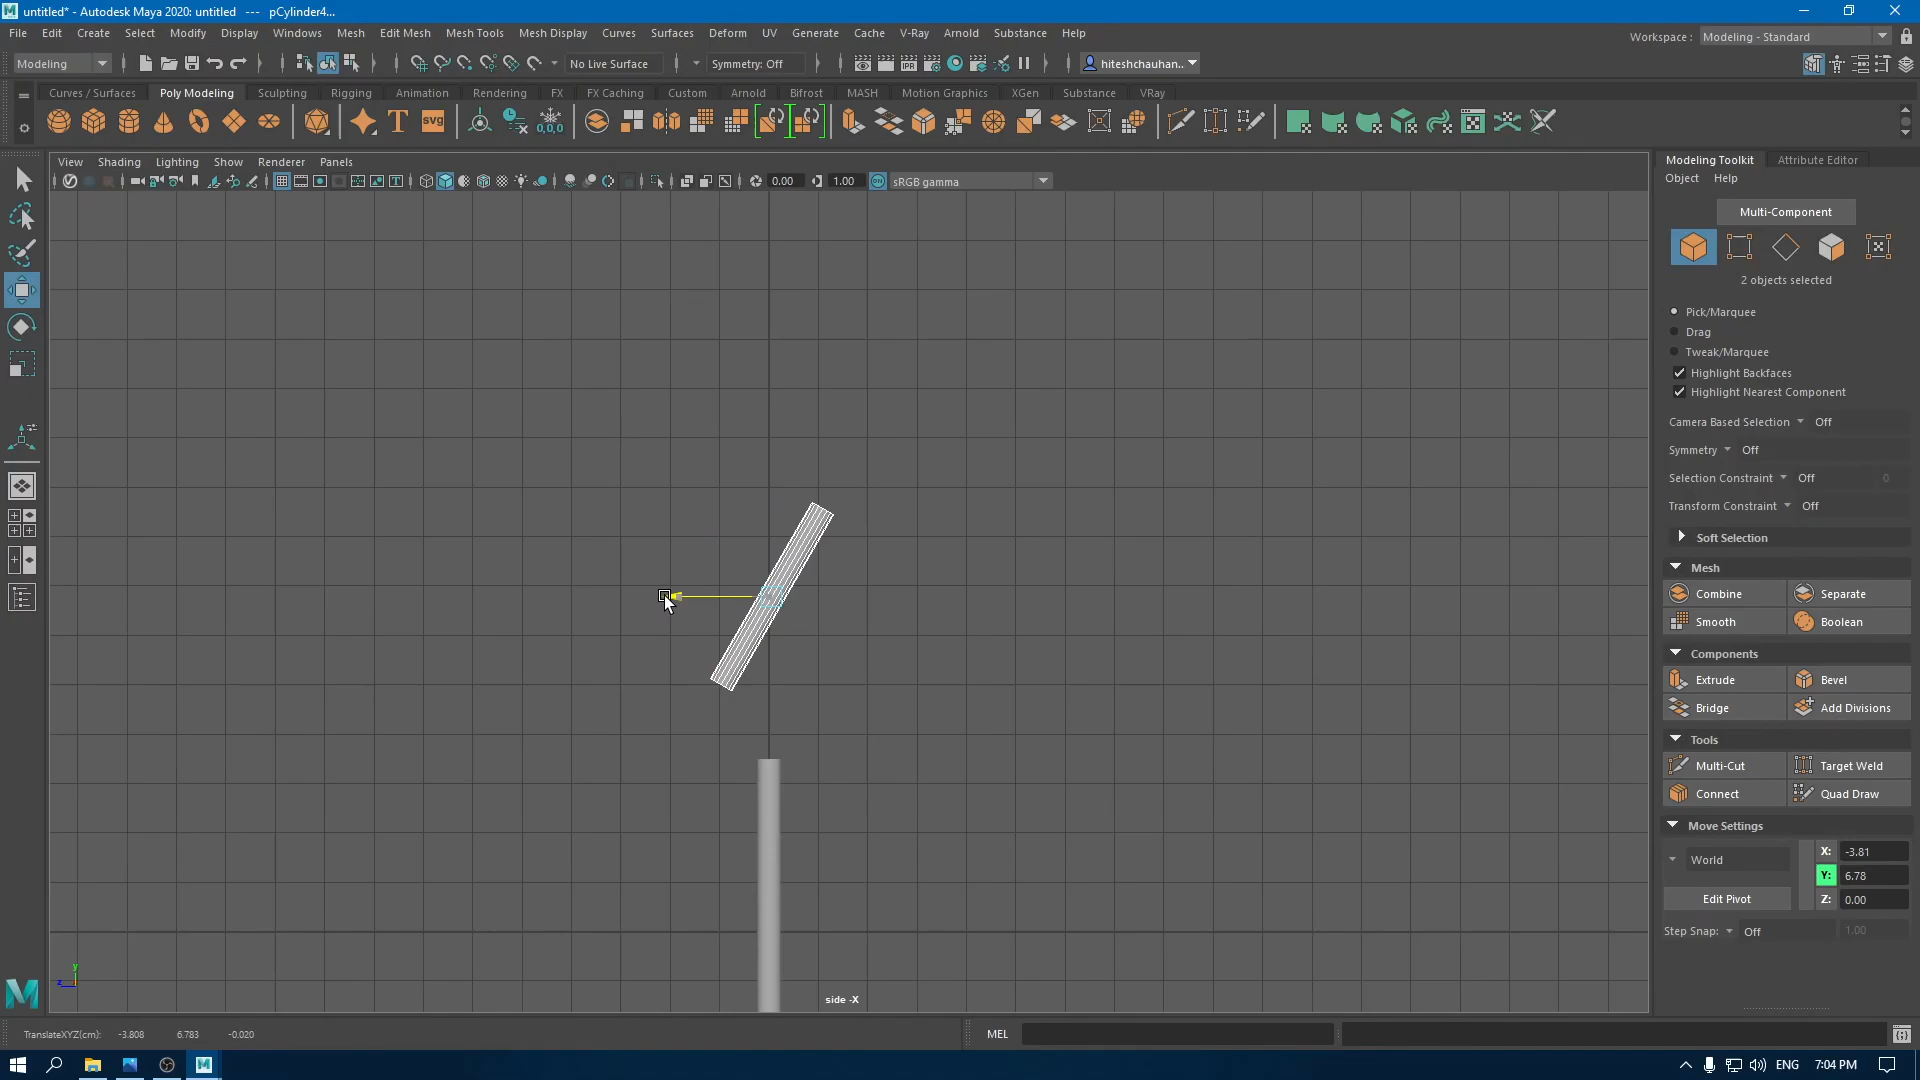 untitled* - Autodesk Maya 2020: untitled --- pCylinder4...
File Edit Create Select Modify Display Windows Mesh Edit Mesh Mesh Tools Mesh Display Curves Surfaces Deform UV Generate Cache V-Ray Arnold Substance Help
Workspace : Modeling - Standard
Modeling No Live Surface Symmetry: Off IPR hiteshchauhan...
Curves / Surfaces Poly Modeling Sculpting Rigging Animation Rendering FX FX Caching Custom Arnold Bifrost MASH Motion Graphics XGen Substance VRay
T SVG 0,0,0
View Shading Lighting Show Renderer Panels
0.00 1.00 ON sRGB gamma
Modeling Toolkit Attribute Editor
Object Help
Multi-Component
2 objects selected
Pick/Marquee
Drag
Tweak/Marquee
Highlight Backfaces
Highlight Nearest Component
Camera Based Selection Off
Symmetry Off
Selection Constraint Off 0
Transform Constraint Off
Soft Selection
Mesh
Combine Separate
Smooth Boolean
Components
Extrude Bevel
Bridge Add Divisions
Tools
Multi-Cut Target Weld
Connect Quad Draw
Move Settings
World X: -3.81
Y: 6.78
Edit Pivot Z: 0.00
Step Snap: Off 1.00
y
z
side -X
TranslateXYZ(cm): -3.808 6.783 -0.020
MEL
ENG 7:04 PM